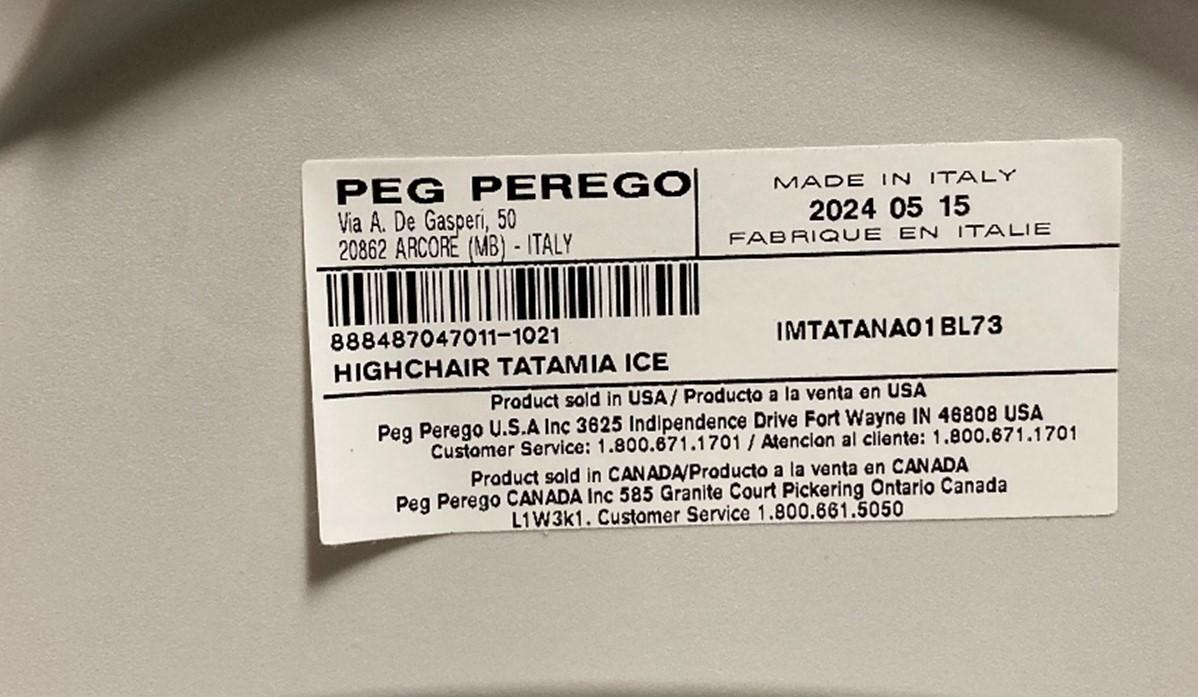 PEG PEREGO
Via A. De Gasperi, 50
20862 ARCORE (MB) - ITALY
MADE IN ITALY
2024 05 15
FABRIQUE EN ITALIE
888487047011-1021
HIGHCHAIR TATAMIA ICE
IMTATANA01BL73
Product sold in USA/ Producto a la venta en USA
Peg Perego U.S.A Inc 3625 Indipendence Drive Fort Wayne IN 46808 USA
Customer Service: 1.800.671.1701 / Atencion al cliente: 1.800.671.1701
Product sold in CANADA/Producto a la venta en CANADA
Peg Perego CANADA Inc 585 Granite Court Pickering Ontario Canada
L1W3k1. Customer Service 1.800.661.5050